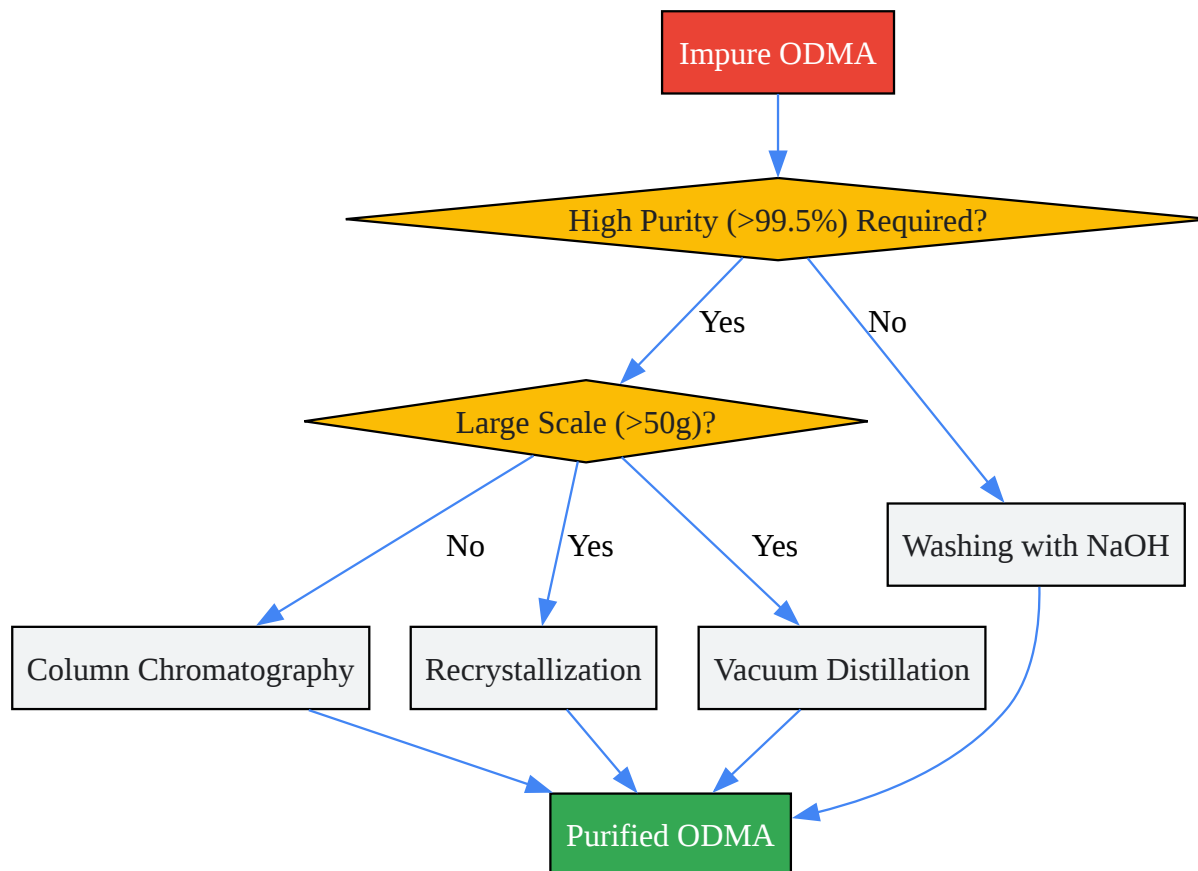 Impure ODMA
High Purity (>99.5%) Required?
Yes
No
Large Scale (>50g)?
No
Yes
Yes
Washing with NaOH
Column Chromatography
Recrystallization
Vacuum Distillation
Purified ODMA